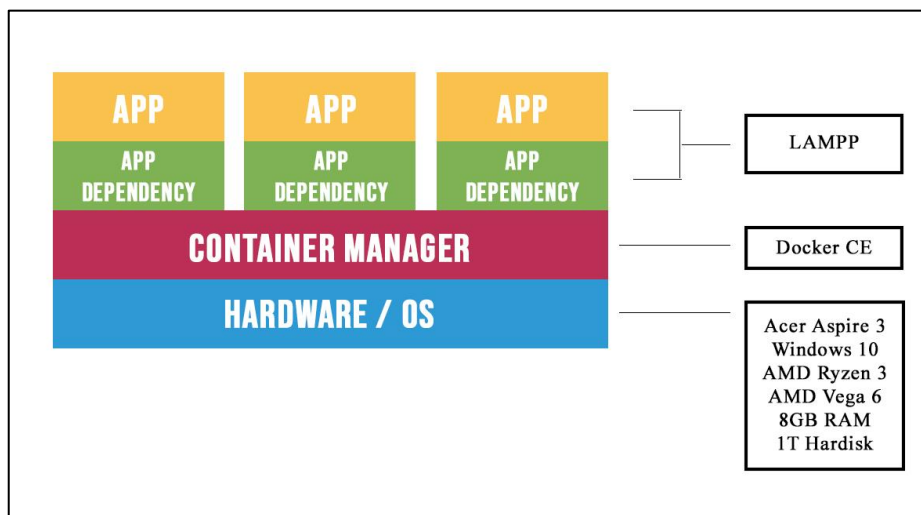 APP APP APP
APP APP APP
DEPENDENCY DEPENDENCY DEPENDENCY
CONTAINER MANAGER
HARDWARE / OS
LAMPP
Docker CE
Acer Aspire 3
Windows 10
AMD Ryzen 3
AMD Vega 6
8GB RAM
1T Hardisk